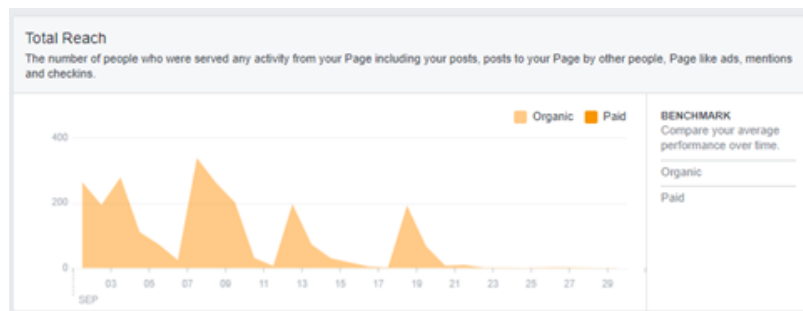 Total Reach
The number of people who were served any activity from your Page including your posts, posts to your Page by other people, Page like ads, mentions
and checkins.
Organic Paid
BENCHMARK
Compare your average
performance over time.
Organic
Paid
400
200
0
03 05 07 09 11 13 15 17 19 21 23 25 27 29
SEP